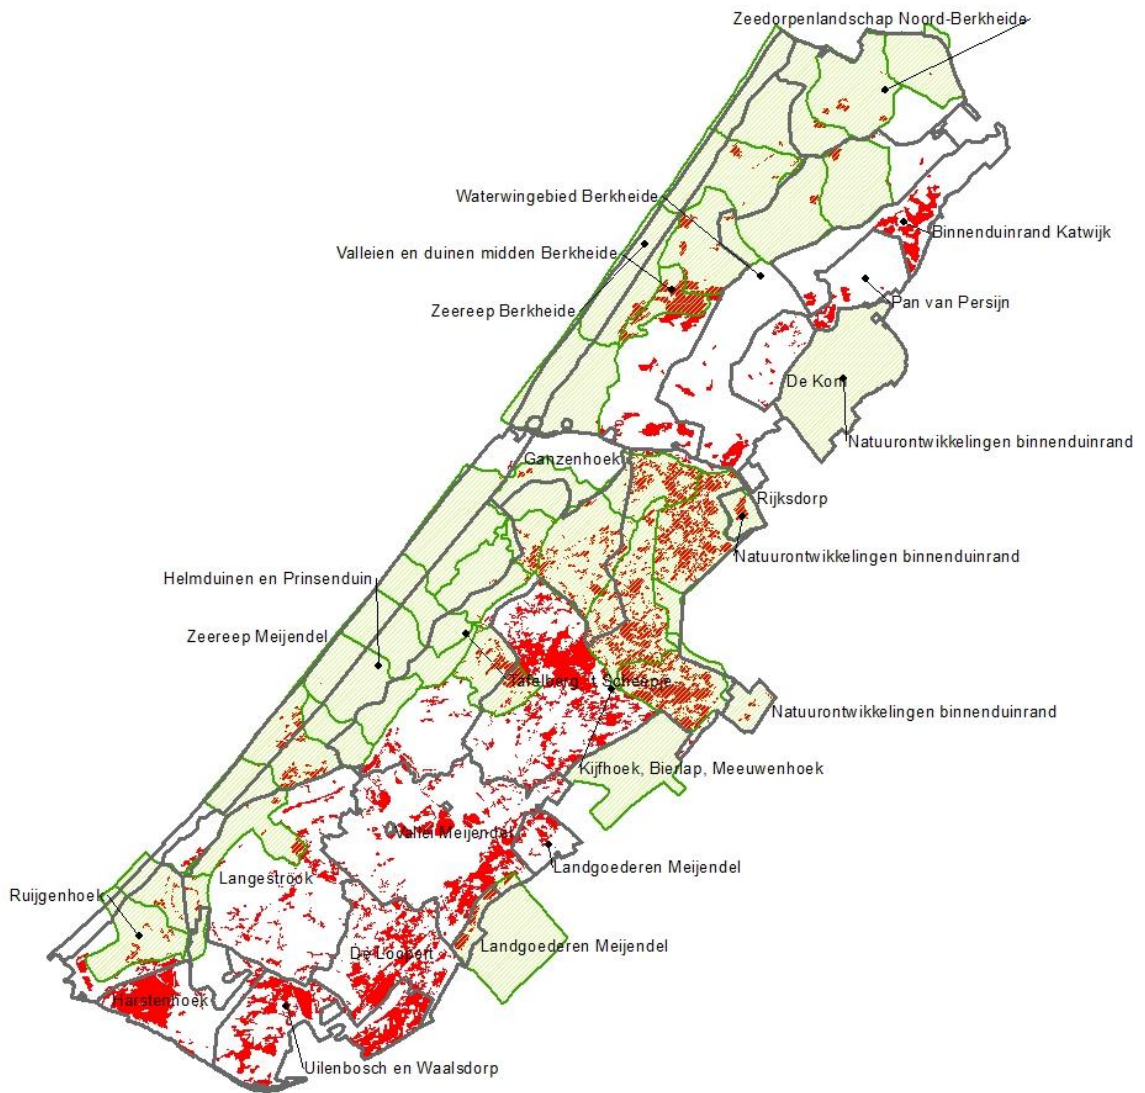 Zeedorpenlandschap Noord-Berkheide
Waterwingebied Berkheide
Binnenduinrand Katwijk
Valleien en duinen midden Berkheide
Pan van Persijn
Zeereep Berkheide
De Kom
Natuurontwikkelingen binnenduinrand
Ganzenhoek
Rijksdorp
Natuurontwikkelingen binnenduinrand
Helmduinen en Prinsenduin
Zeereep Meijendel
Tafelberg 't Scheepje
Natuurontwikkelingen binnenduinrand
Kijfhoek, Bierlap, Meeuwenhoek
Vallei Meijendel
Landgoederen Meijendel
Langestrook
Ruijgenhoek
Landgoederen Meijendel
De Loopert
Harstenhoek
Uilenbosch en Waalsdorp